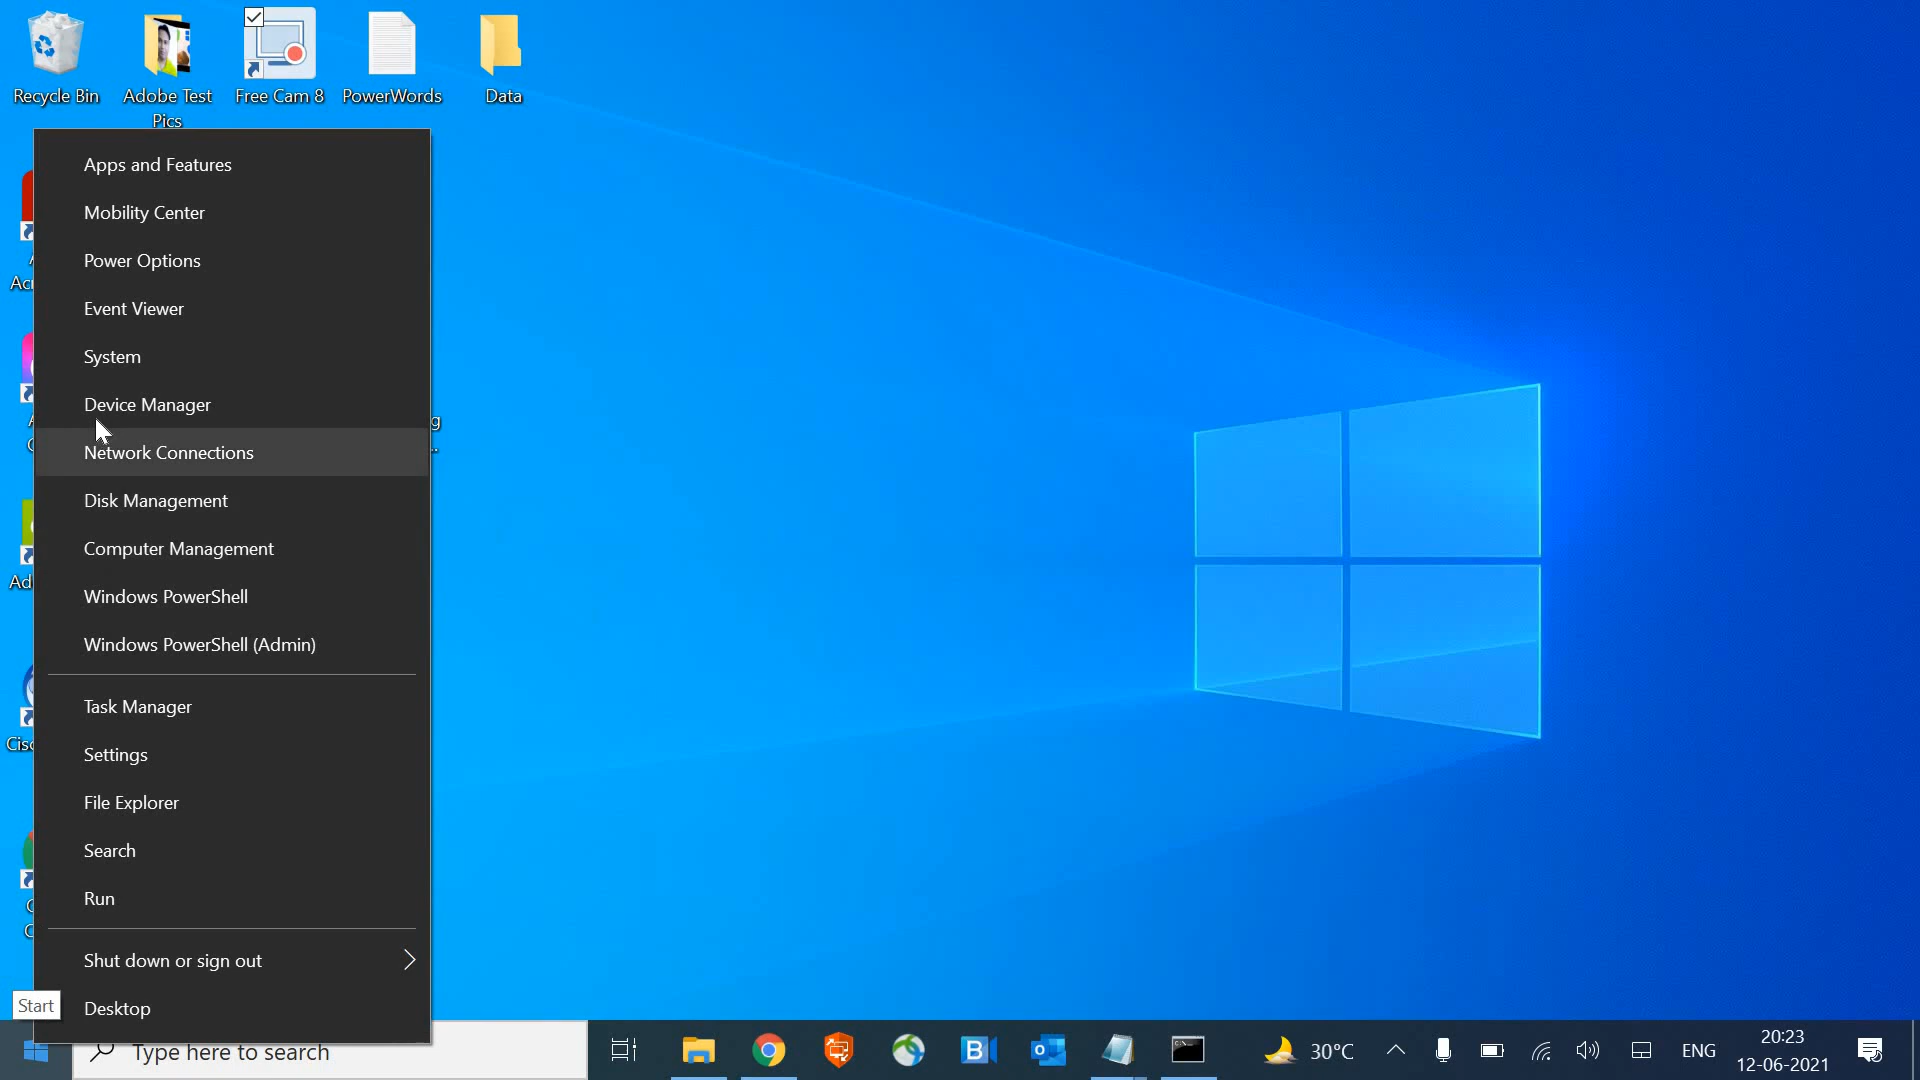 Recycle Bin
Adobe Test
Pics
Free Cam 8
PowerWords
Data
Apps and Features
Mobility Center
Power Options
Event Viewer
System
Device Manager
Network Connections
Disk Management
Computer Management
Windows PowerShell
Windows PowerShell (Admin)
Task Manager
Settings
File Explorer
Search
Run
Shut down or sign out
Desktop
Start
Type here to search
30°C
ENG
20:23
12-06-2021